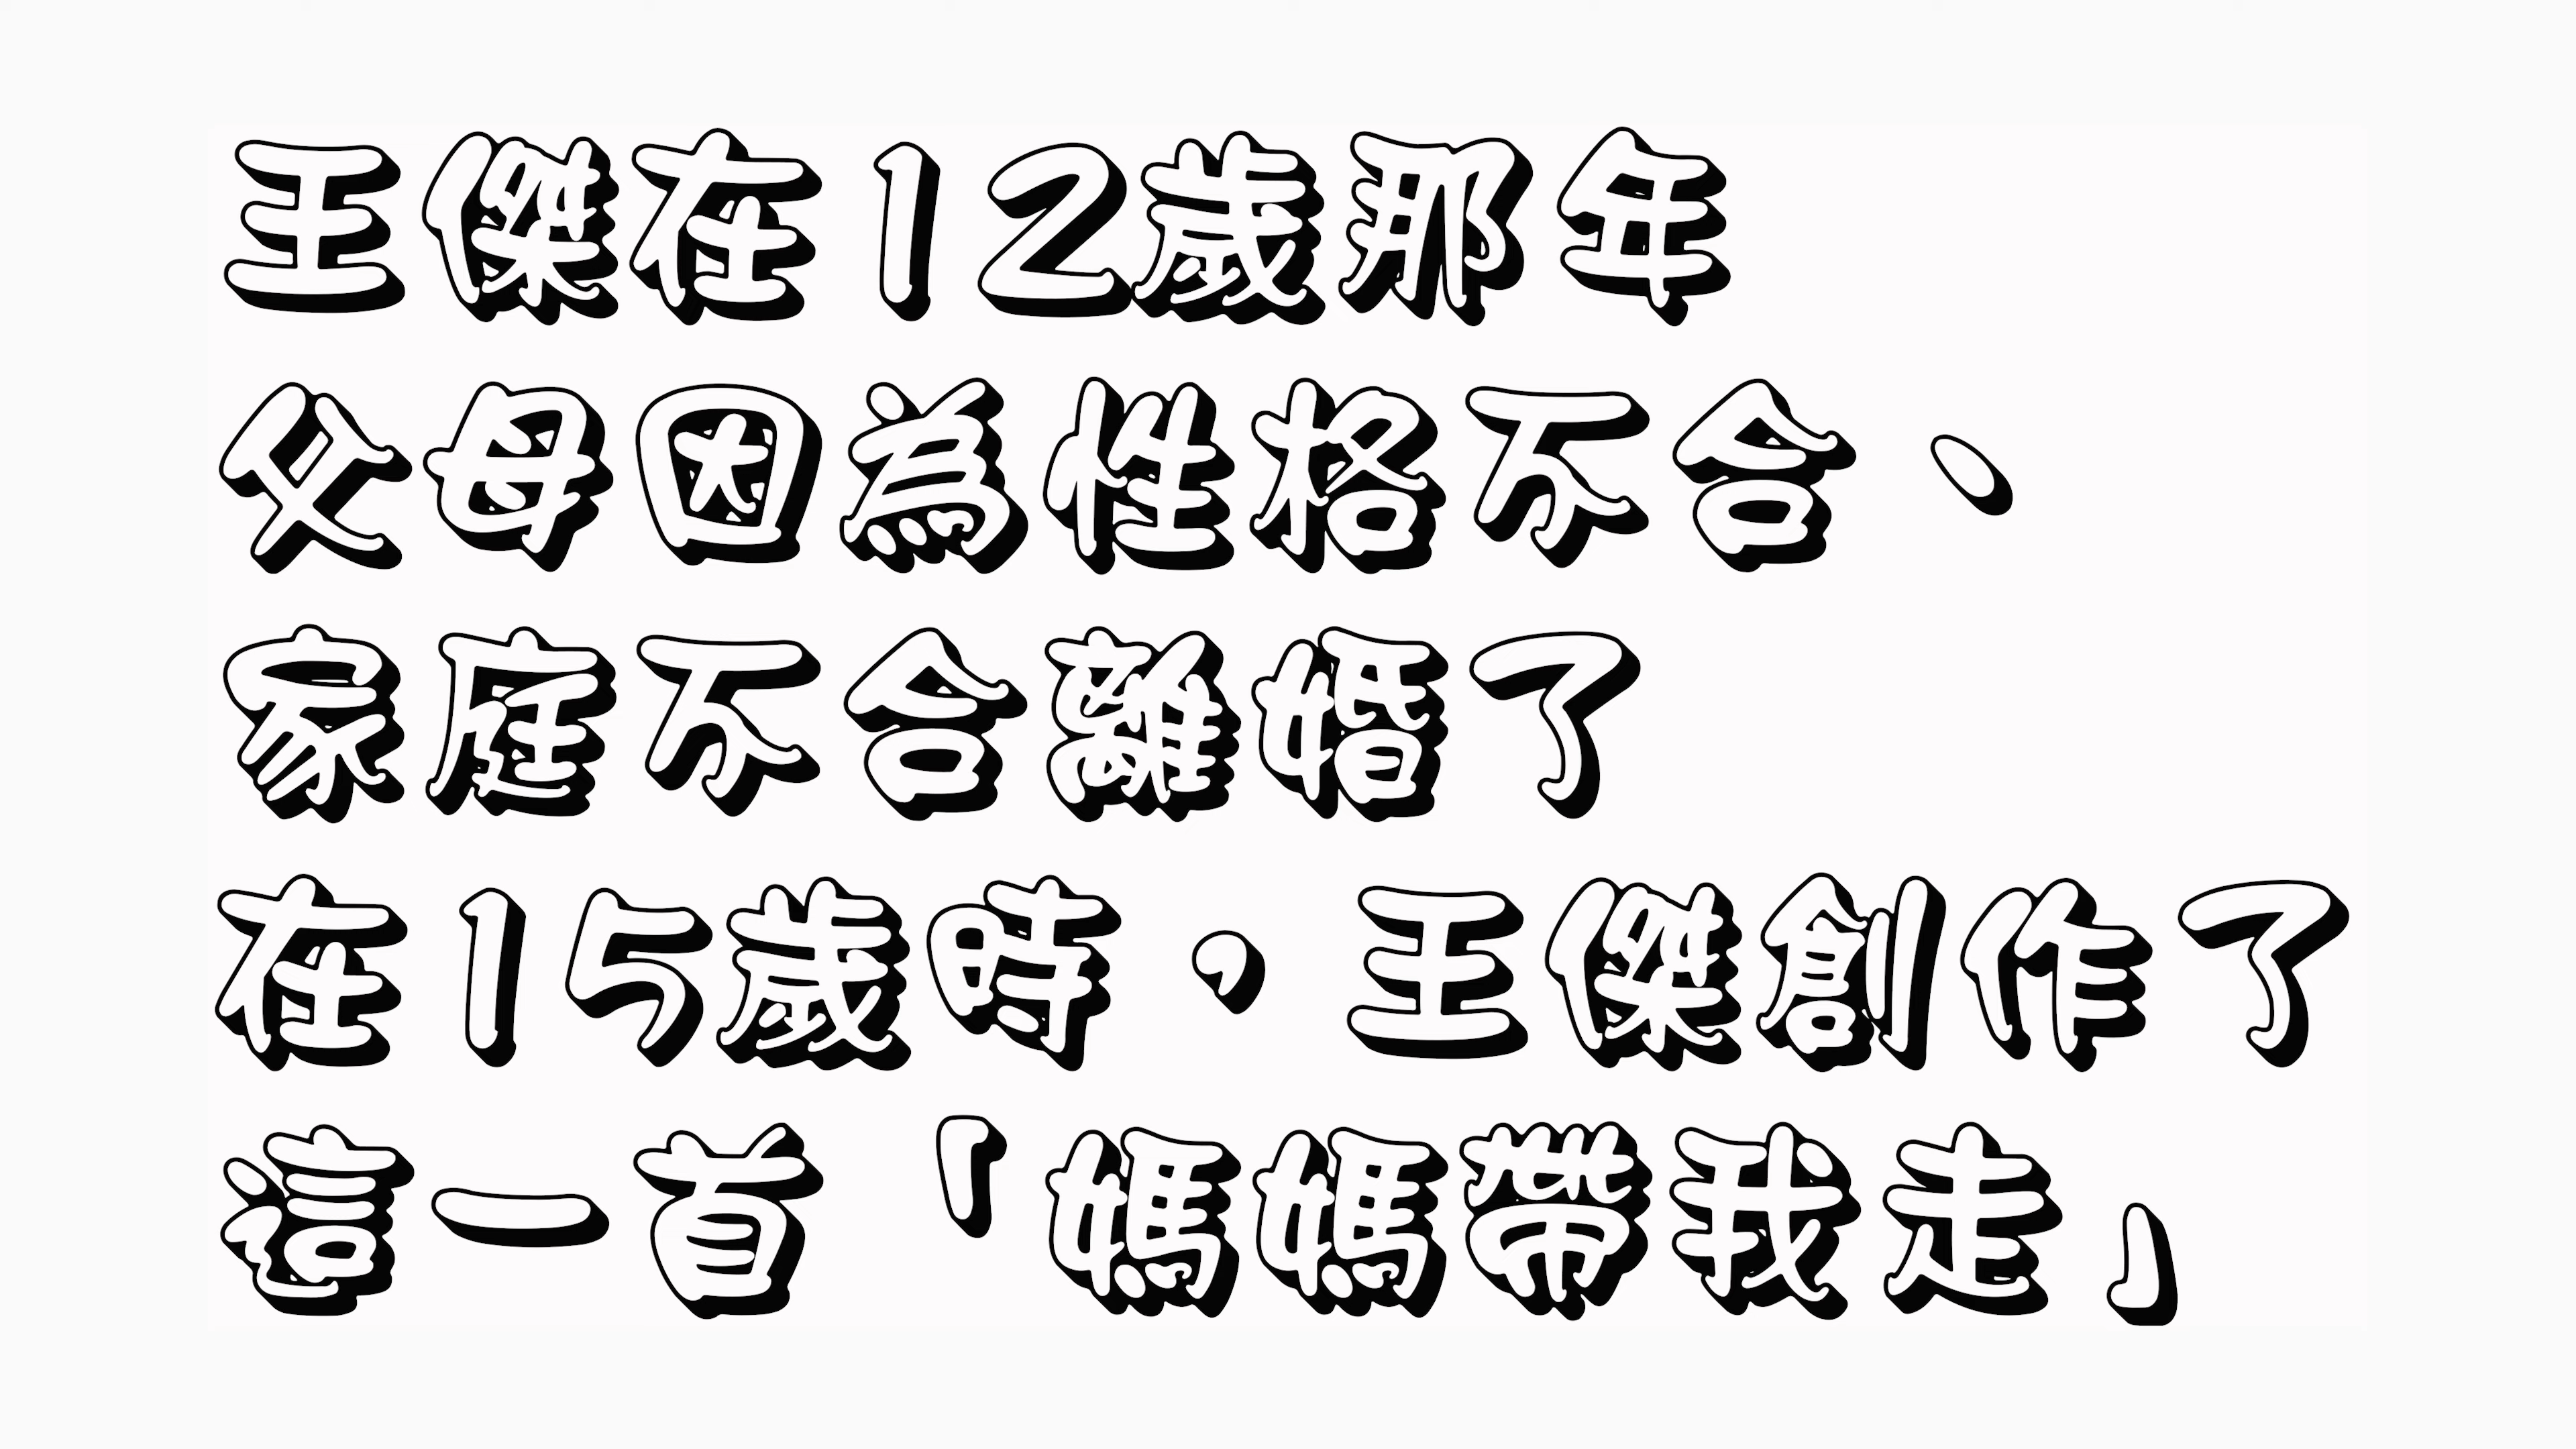 王傑在12歲那年
父母因為性格不合、
家庭不合離婚了
在15歲時，王傑創作了
這一首「媽媽帶我走」